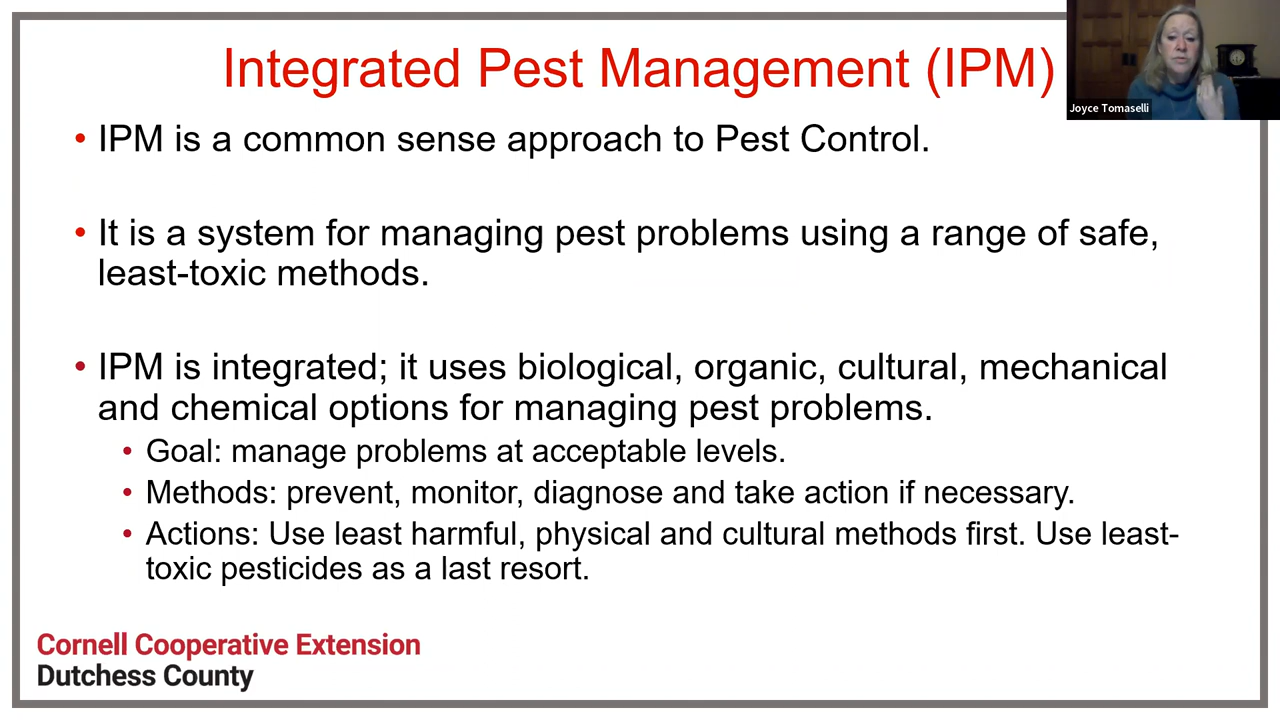 Integrated Pest Management (IPM)
Joyce Tomaselli
• IPM is a common sense approach to Pest Control.
• It is a system for managing pest problems using a range of safe,
least-toxic methods.
• IPM is integrated; it uses biological, organic, cultural, mechanical
and chemical options for managing pest problems.
• Goal: manage problems at acceptable levels.
• Methods: prevent, monitor, diagnose and take action if necessary.
• Actions: Use least harmful, physical and cultural methods first. Use least-
toxic pesticides as a last resort.
Cornell Cooperative Extension
Dutchess County